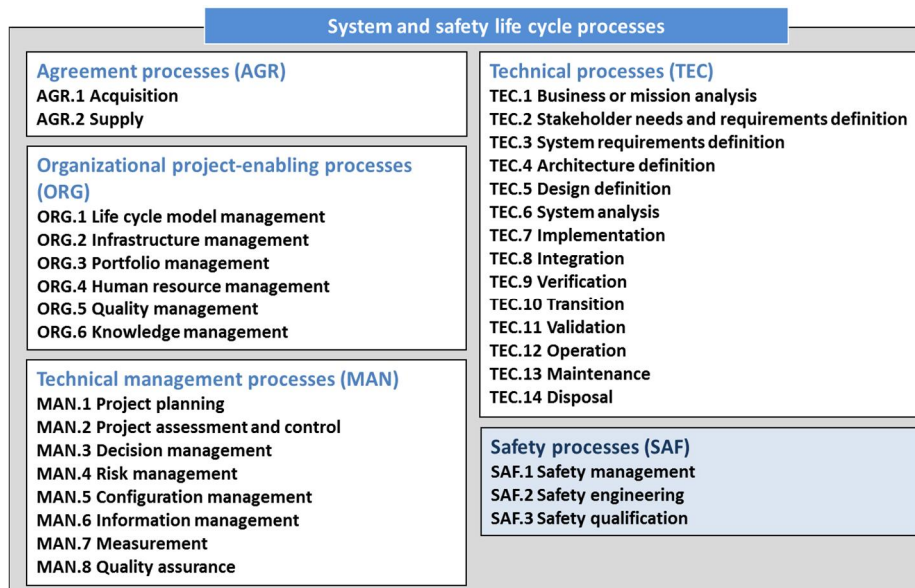 System and safety life cycle processes
Agreement processes (AGR)
AGR.1 Acquisition
AGR.2 Supply
Organizational project-enabling processes
(ORG)
ORG.1 Life cycle model management
ORG.2 Infrastructure management
ORG.3 Portfolio management
ORG.4 Human resource management
ORG.5 Quality management
ORG.6 Knowledge management
Technical management processes (MAN)
MAN.1 Project planning
MAN.2 Project assessment and control
MAN.3 Decision management
MAN.4 Risk management
MAN.5 Configuration management
MAN.6 Information management
MAN.7 Measurement
MAN.8 Quality assurance
Technical processes (TEC)
TEC.1 Business or mission analysis
TEC.2 Stakeholder needs and requirements definition
TEC.3 System requirements definition
TEC.4 Architecture definition
TEC.5 Design definition
TEC.6 System analysis
TEC.7 Implementation
TEC.8 Integration
TEC.9 Verification
TEC.10 Transition
TEC.11 Validation
TEC.12 Operation
TEC.13 Maintenance
TEC.14 Disposal
Safety processes (SAF)
SAF.1 Safety management
SAF.2 Safety engineering
SAF.3 Safety qualification